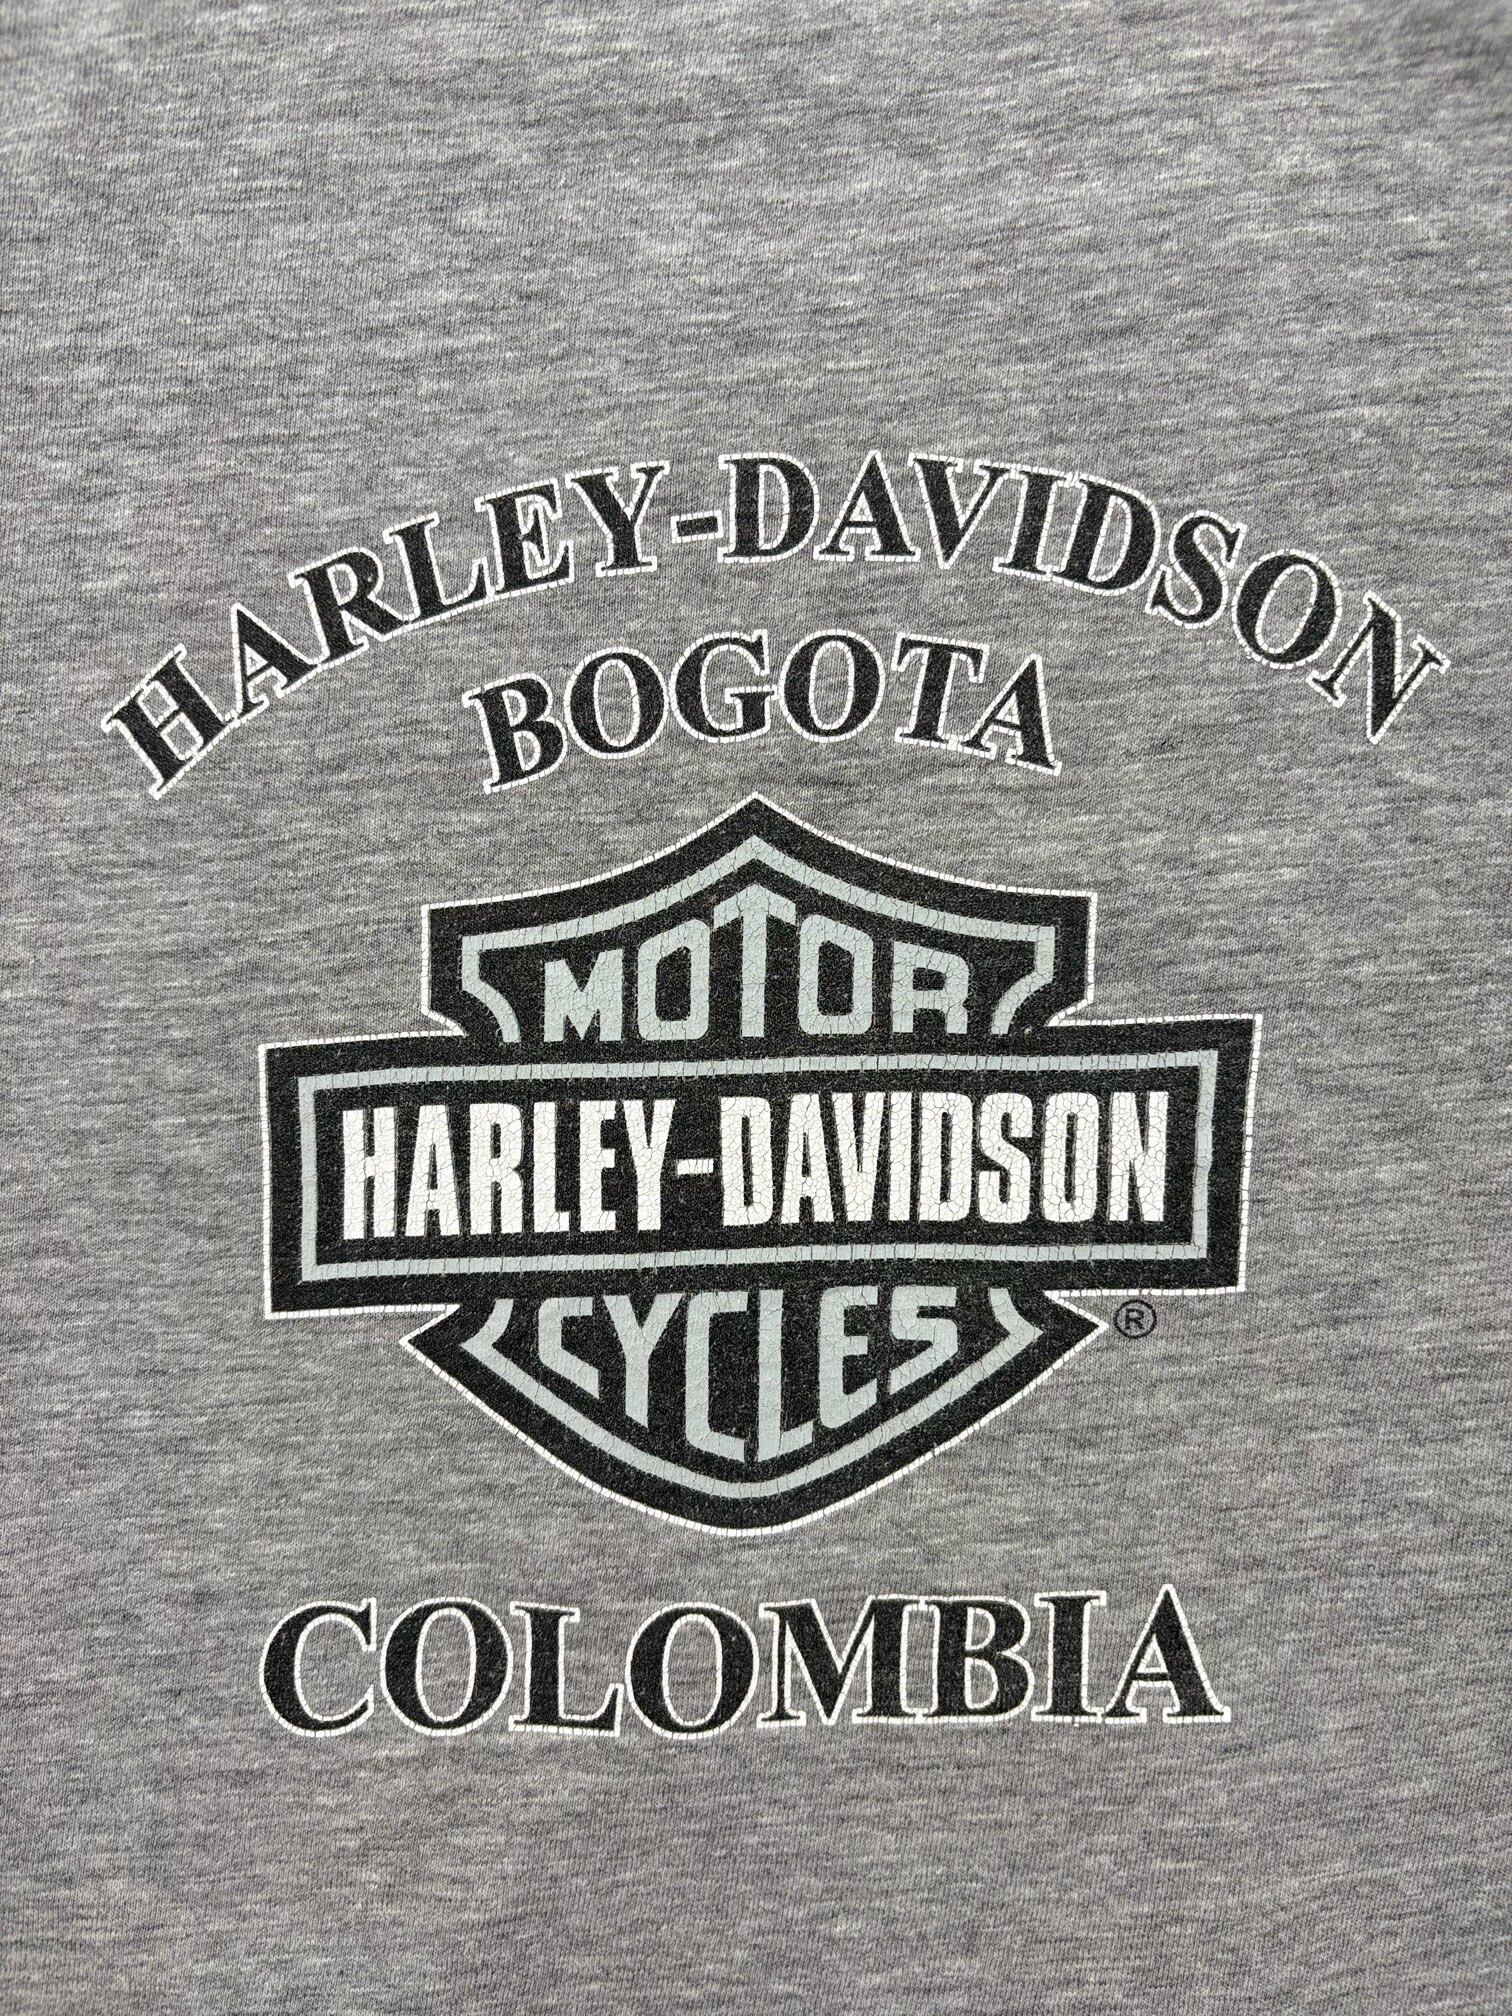 HARLEY-DAVIDSON
BOGOTA
MOTOR
HARLEY-DAVIDSON
CYCLES
®
COLOMBIA